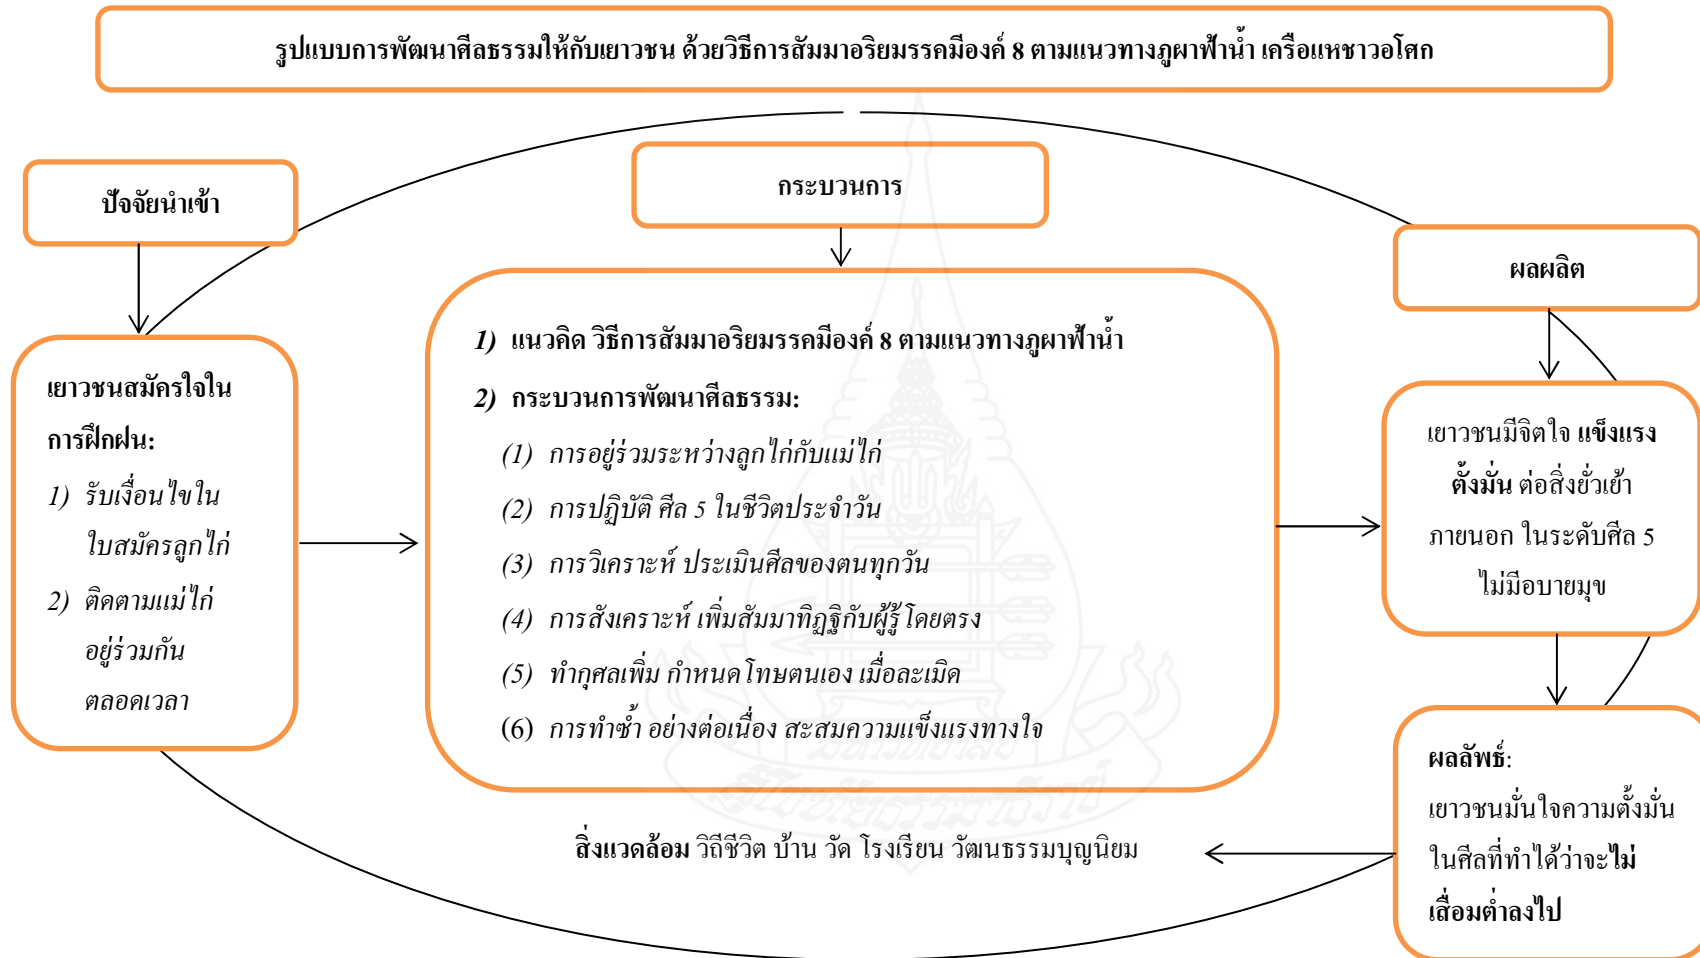 รูปแบบการพัฒนาศีลธรรมให้กับเยาวชน ด้วยวิธีการสัมมาอริยมรรคมีองค์ 8 ตามแนวทางภูผาฟ้าน้ำ เครือแหชาวอโศก
ปัจจัยนำเข้า
เยาวชนสมัครใจใน
การฝึกฝน:
1) รับเงื่อนไขใน
ใบสมัครลูกไก่
2) ติดตามแม่ไก่
อยู่ร่วมกัน
ตลอดเวลา
กระบวนการ
1) แนวคิด วิธีการสัมมาอริยมรรคมีองค์ 8 ตามแนวทางภูผาฟ้าน้ำ
2) กระบวนการพัฒนาศีลธรรม:
(1) การอยู่ร่วมระหว่างลูกไก่กับแม่ไก่
(2) การปฏิบัติ ศีล 5 ในชีวิตประจำวัน
(3) การวิเคราะห์ ประเมินศีลของตนทุกวัน
(4) การสังเคราะห์ เพิ่มสัมมาทิฏฐิกับผู้รู้โดยตรง
(5) ทำกุศลเพิ่ม กำหนดโทษตนเอง เมื่อละเมิด
(6) การทำซ้ำ อย่างต่อเนื่อง สะสมความแข็งแรงทางใจ
ผลผลิต
เยาวชนมีจิตใจ แข็งแรง
ตั้งมั่น ต่อสิ่งยั่วเย้า
ภายนอก ในระดับศีล 5
ไม่มีอบายมุข
ผลลัพธ์:
เยาวชนมั่นใจความตั้งมั่น
ในศีลที่ทำได้ว่าจะไม่
เสื่อมต่ำลงไป
สิ่งแวดล้อม วิถีชีวิต บ้าน วัด โรงเรียน วัฒนธรรมบุญนิยม
มหาวิทยาลัย
สุโขทัยธรรมาธิราช